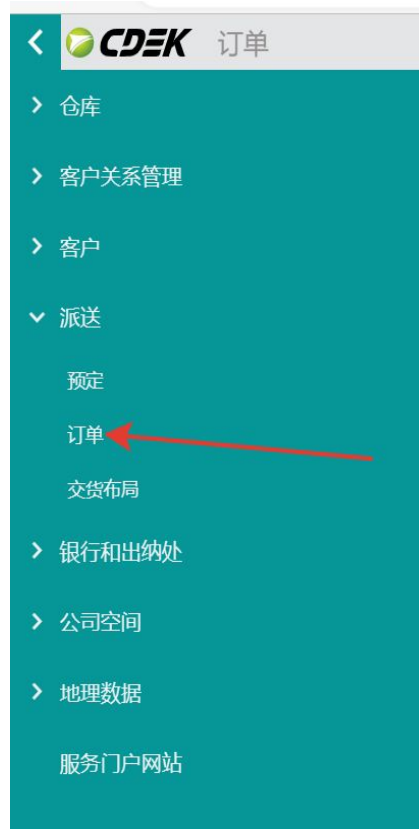 CDEK 订单
仓库
客户关系管理
客户
派送
预定
订单
交货布局
银行和出纳处
公司空间
地理数据
服务门户网站